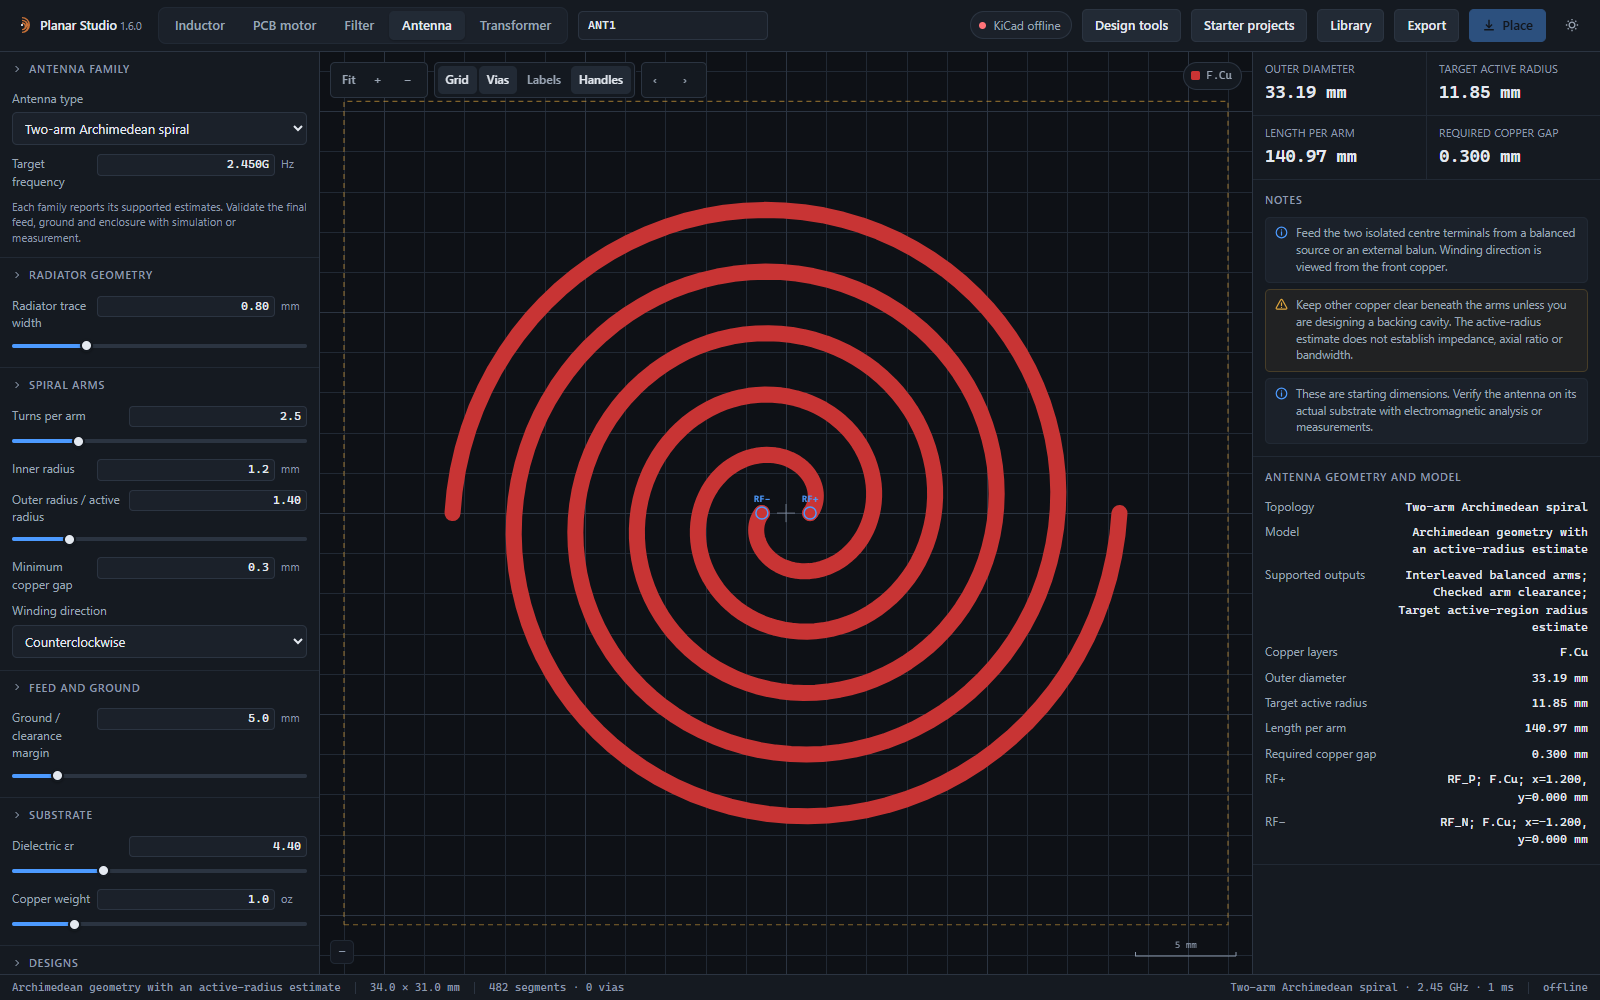 Planar Studio 1.6.0
Inductor
PCB motor
Filter
Antenna
Transformer
ANT1
KiCad offline
Design tools
Starter projects
Library
Export
Place
ANTENNA FAMILY
Antenna type
Two-arm Archimedean spiral
Target frequency
2.450G Hz
Each family reports its supported estimates. Validate the final
feed, ground and enclosure with simulation or
measurement.
RADIATOR GEOMETRY
Radiator trace width
0.80 mm
SPIRAL ARMS
Turns per arm
2.5
Inner radius
1.2 mm
Outer radius / active
radius
1.40
Minimum
copper gap
0.3 mm
Winding direction
Counterclockwise
FEED AND GROUND
Ground /
clearance
margin
5.0 mm
SUBSTRATE
Dielectric εr
4.40
Copper weight
1.0 oz
DESIGNS
Fit + −
Grid Vias Labels Handles
‹ ›
F.Cu
RF− RF+
−
5 mm
OUTER DIAMETER
33.19 mm
TARGET ACTIVE RADIUS
11.85 mm
LENGTH PER ARM
140.97 mm
REQUIRED COPPER GAP
0.300 mm
NOTES
Feed the two isolated centre terminals from a balanced
source or an external balun. Winding direction is
viewed from the front copper.
Keep other copper clear beneath the arms unless you
are designing a backing cavity. The active-radius
estimate does not establish impedance, axial ratio or
bandwidth.
These are starting dimensions. Verify the antenna on its
actual substrate with electromagnetic analysis or
measurements.
ANTENNA GEOMETRY AND MODEL
Topology Two-arm Archimedean spiral
Model Archimedean geometry with
an active-radius estimate
Supported outputs Interleaved balanced arms;
Checked arm clearance;
Target active-region radius
estimate
Copper layers F.Cu
Outer diameter 33.19 mm
Target active radius 11.85 mm
Length per arm 140.97 mm
Required copper gap 0.300 mm
RF+ RF_P; F.Cu; x=1.200,
y=0.000 mm
RF− RF_N; F.Cu; x=−1.200,
y=0.000 mm
Archimedean geometry with an active-radius estimate
34.0 × 31.0 mm
482 segments · 0 vias
Two-arm Archimedean spiral · 2.45 GHz · 1 ms
offline